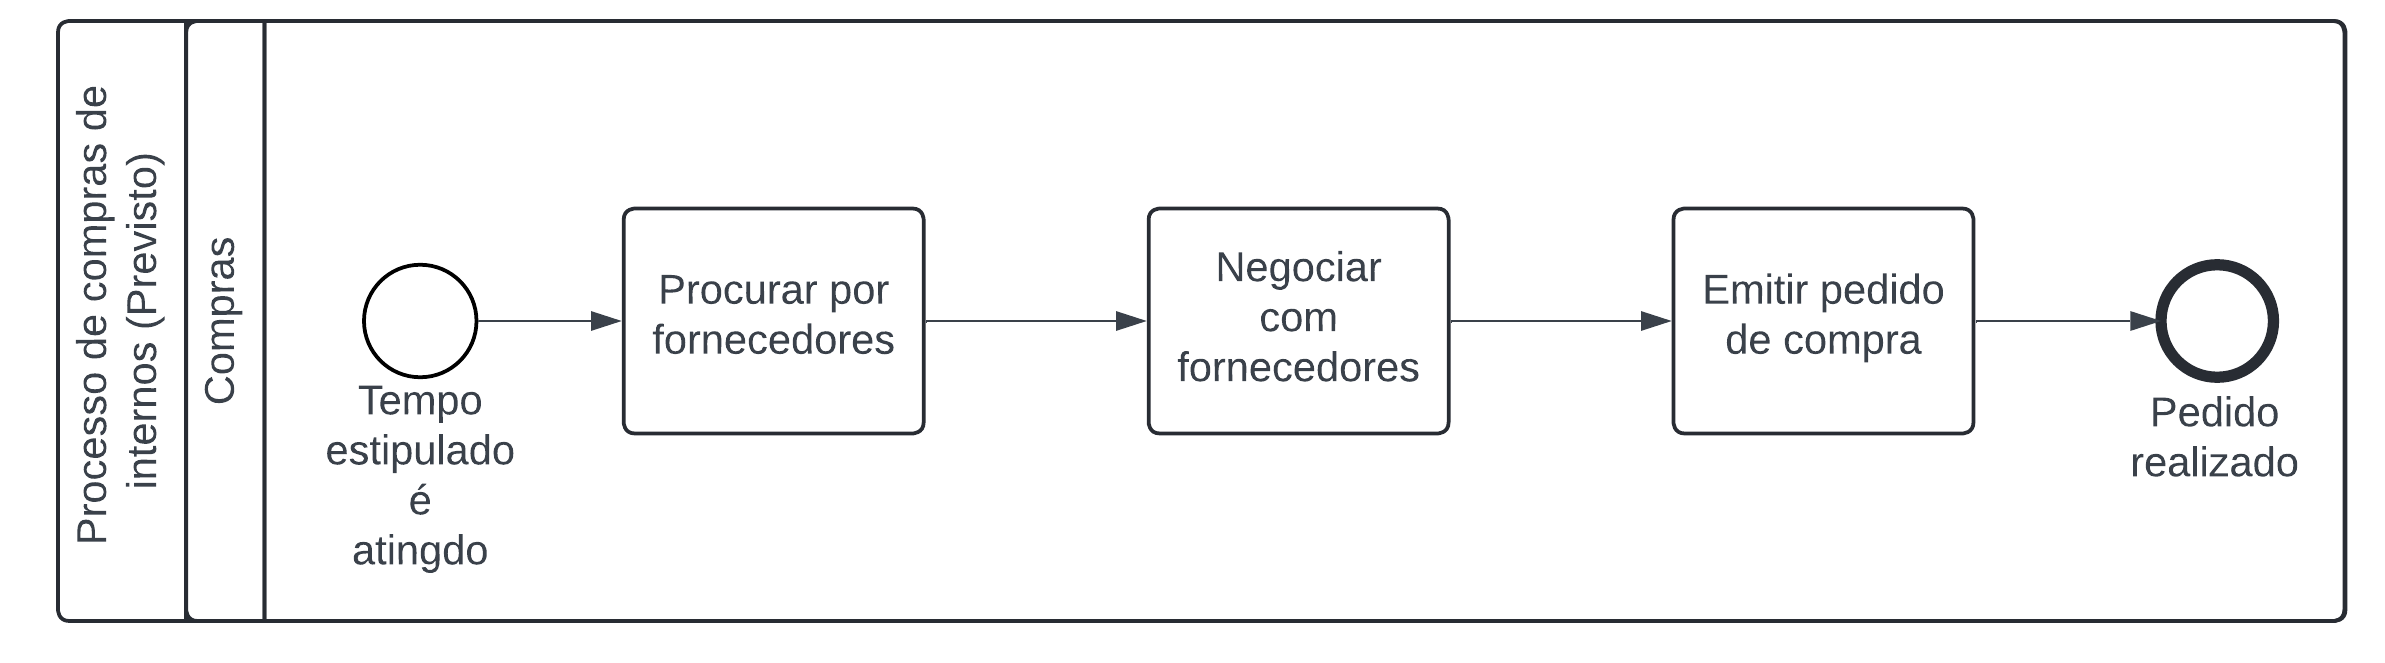 Processo de compras de
internos (Previsto)
Compras
Tempo
estipulado
é
atingdo
Procurar por
fornecedores
Negociar
com
fornecedores
Emitir pedido
de compra
Pedido
realizado